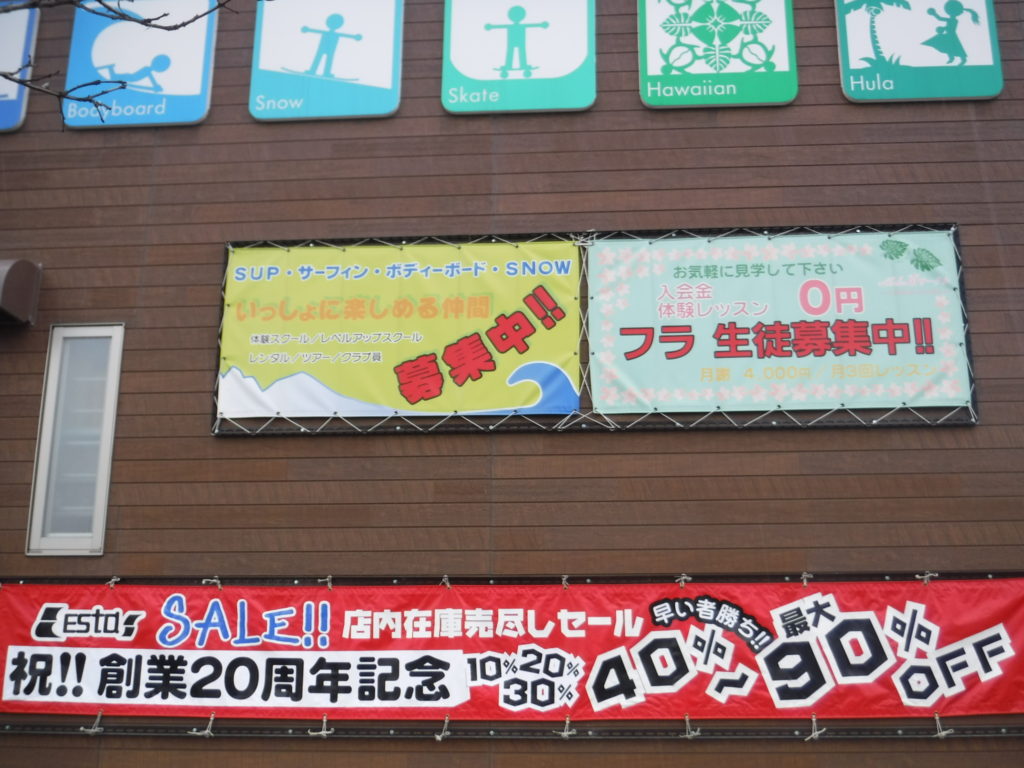 Bodyboard
Snow
Skate
Hawaiian
Hula
SUP・サーフィン・ボディーボード・SNOW
いっしょに楽しめる仲間
体験スクール／レベルアップスクール
レンタル／ツアー／クラブ員
募集中!!
お気軽に見学して下さい
入会金
体験レッスン
0円
フラ 生徒募集中!!
月謝 4,000円／月3回レッスン
Esta
SALE!!
店内在庫売尽しセール
早い者勝ち!!
祝!! 創業20周年記念
10%20%
30%
40%～
最大
90%OFF